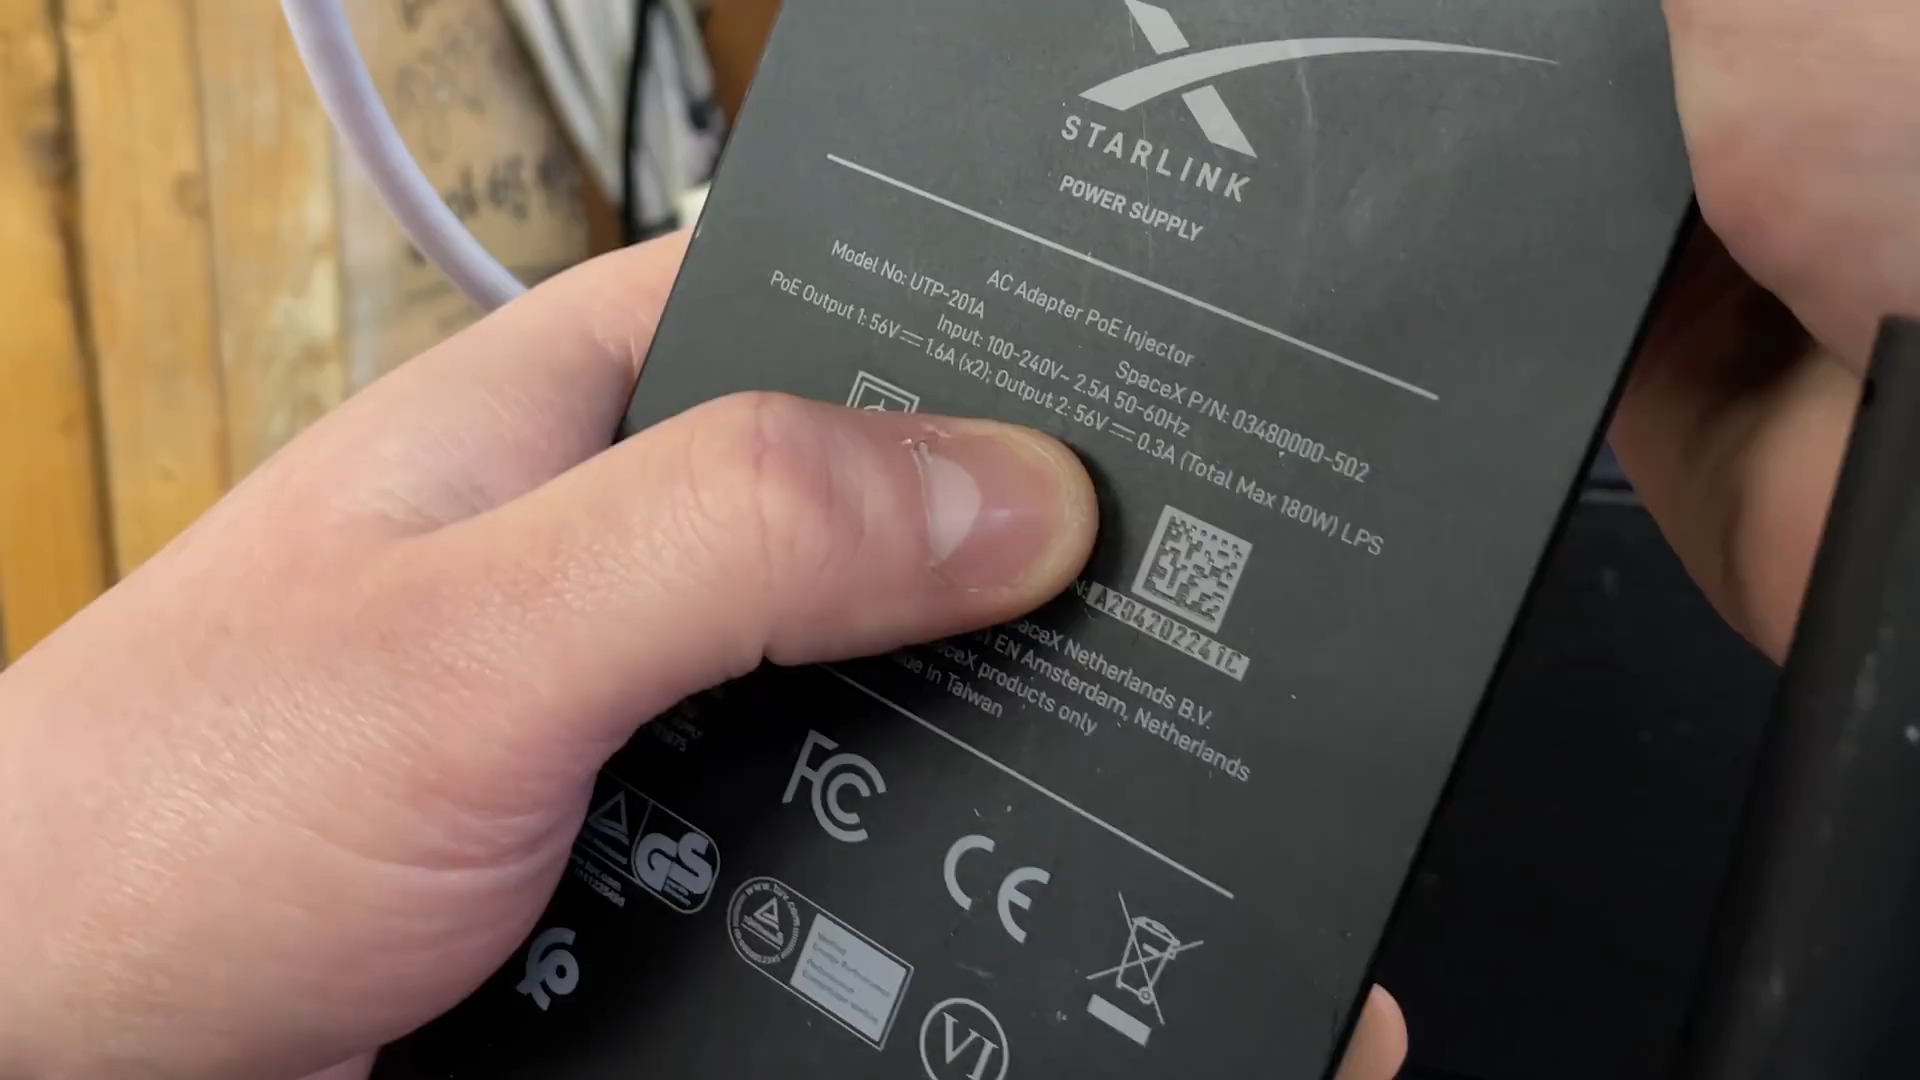 STARLINK
POWER SUPPLY
AC Adapter PoE Injector
Model No: UTP-201A SpaceX P/N: 03480000-502
Input: 100-240V~ 2.5A 50-60Hz
PoE Output 1: 56V⎓1.6A (x2); Output 2: 56V⎓0.3A (Total Max 180W) LPS
N: A204202241C
SpaceX Netherlands B.V.
EN Amsterdam, Netherlands
products only
in Taiwan
FC
CE
GS
VI